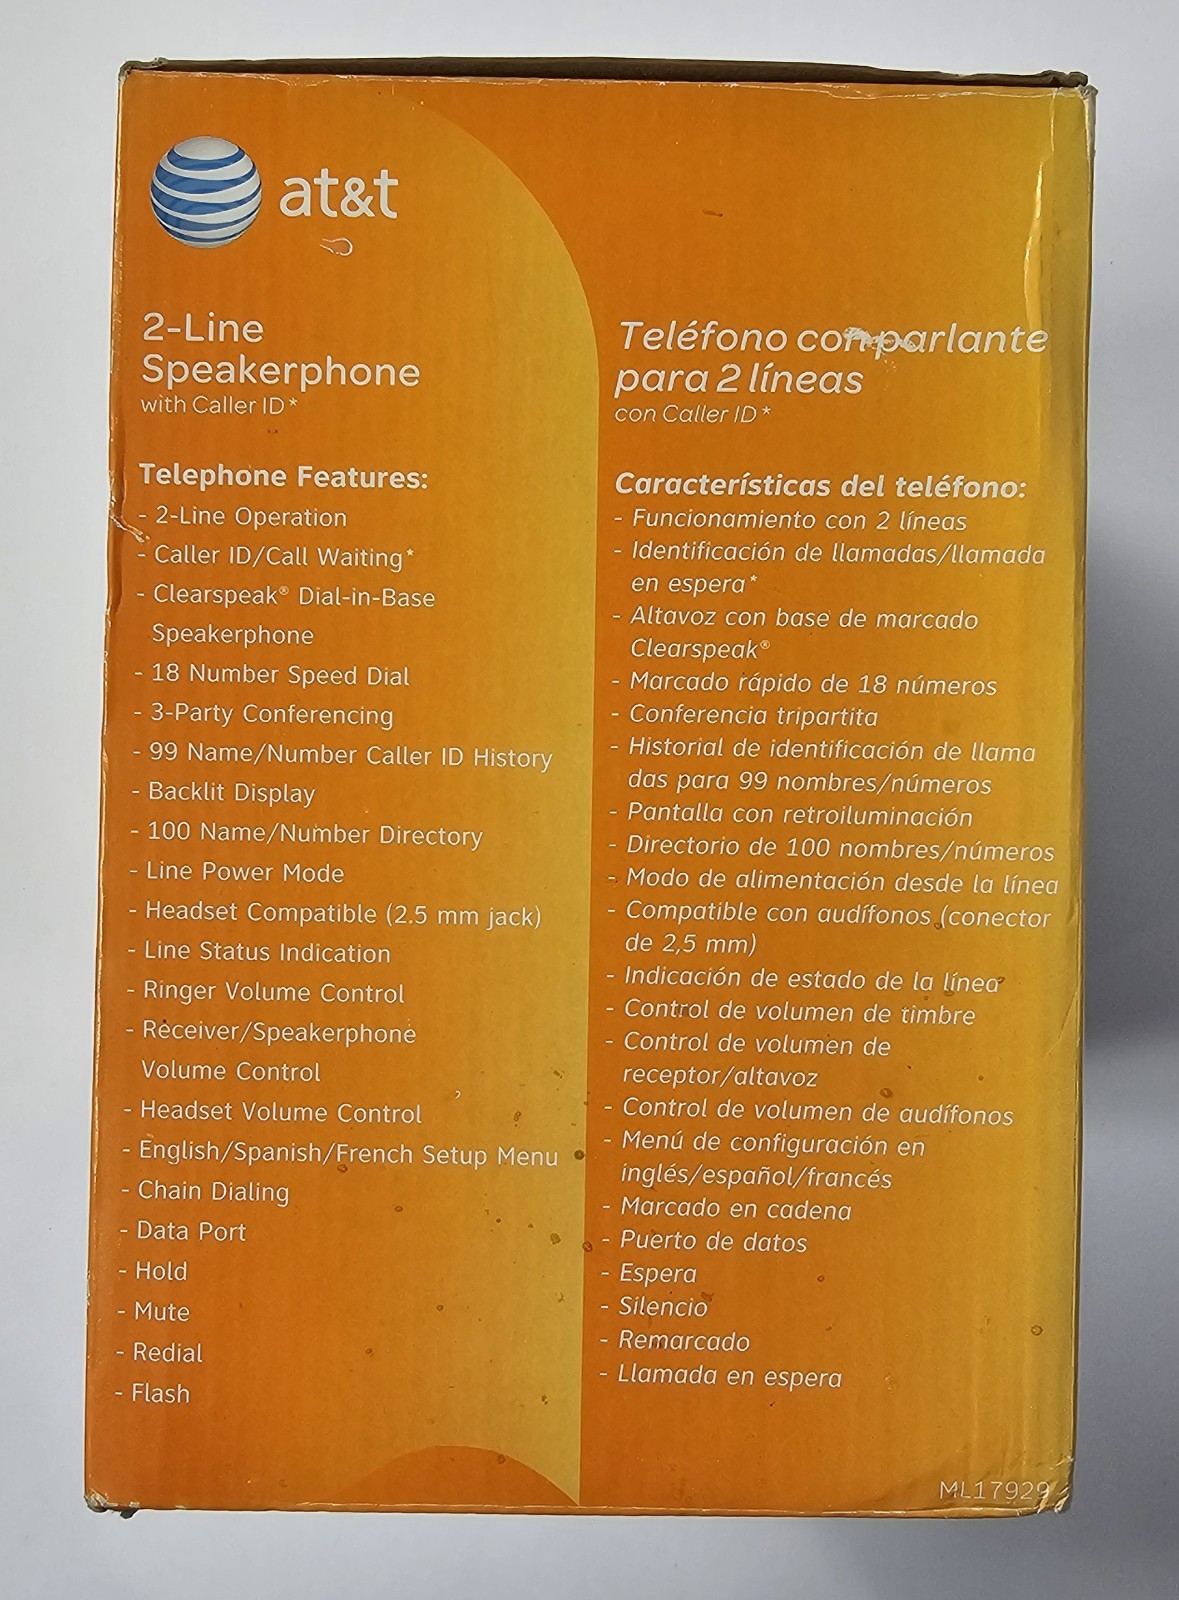 at&t
2-Line
Speakerphone
with Caller ID*
Telephone Features:
- 2-Line Operation
- Caller ID/Call Waiting*
- Clearspeak® Dial-in-Base
Speakerphone
- 18 Number Speed Dial
- 3-Party Conferencing
- 99 Name/Number Caller ID History
- Backlit Display
- 100 Name/Number Directory
- Line Power Mode
- Headset Compatible (2.5 mm jack)
- Line Status Indication
- Ringer Volume Control
- Receiver/Speakerphone
Volume Control
- Headset Volume Control
- English/Spanish/French Setup Menu
- Chain Dialing
- Data Port
- Hold
- Mute
- Redial
- Flash
Teléfono con parlante
para 2 líneas
con Caller ID*
Características del teléfono:
- Funcionamiento con 2 líneas
- Identificación de llamadas/llamada
en espera*
- Altavoz con base de marcado
Clearspeak®
- Marcado rápido de 18 números
- Conferencia tripartita
- Historial de identificación de llama
das para 99 nombres/números
- Pantalla con retroiluminación
- Directorio de 100 nombres/números
- Modo de alimentación desde la línea
- Compatible con audífonos (conector
de 2,5 mm)
- Indicación de estado de la línea
- Control de volumen de timbre
- Control de volumen de
receptor/altavoz
- Control de volumen de audífonos
- Menú de configuración en
inglés/español/francés
- Marcado en cadena
- Puerto de datos
- Espera
- Silencio
- Remarcado
- Llamada en espera
ML17929